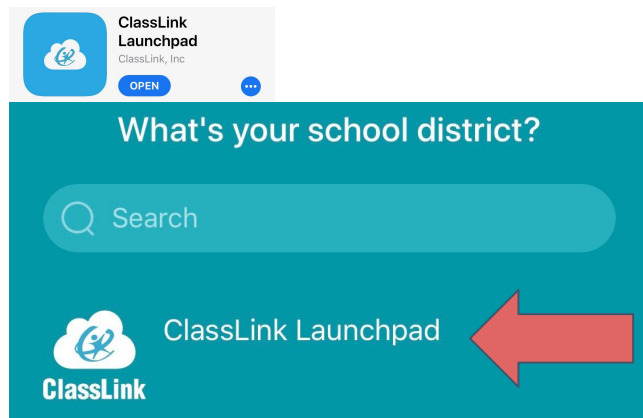 ClassLink
Launchpad
ClassLink, Inc
OPEN
What's your school district?
Search
ClassLink Launchpad
ClassLink